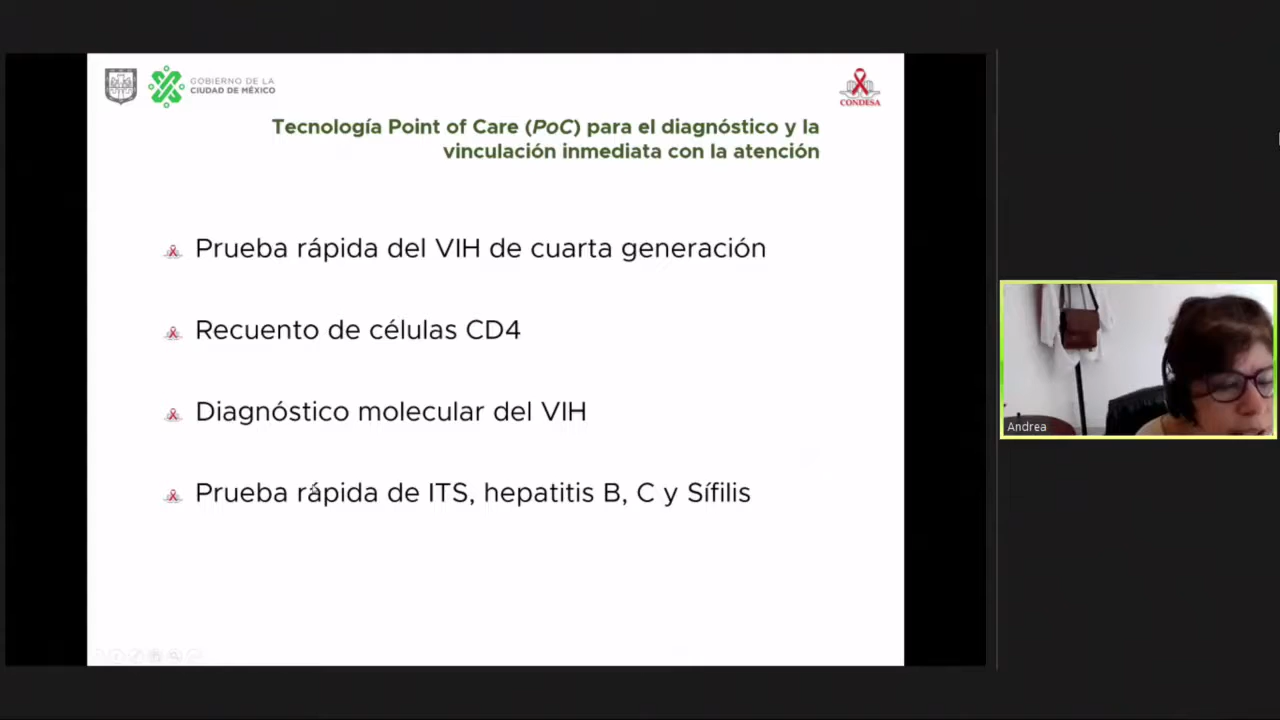 GOBIERNO DE LA
CIUDAD DE MÉXICO
CONDESA
Tecnología Point of Care (PoC) para el diagnóstico y la
vinculación inmediata con la atención
Prueba rápida del VIH de cuarta generación
Recuento de células CD4
Diagnóstico molecular del VIH
Prueba rápida de ITS, hepatitis B, C y Sífilis
Andrea